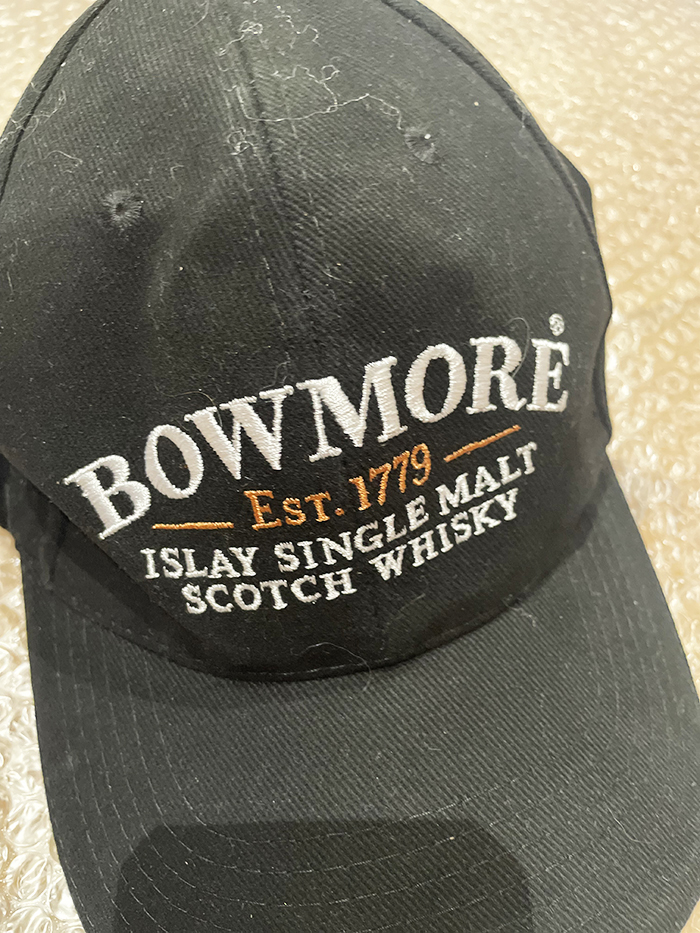 BOWMORE®
EST. 1779
ISLAY SINGLE MALT
SCOTCH WHISKY